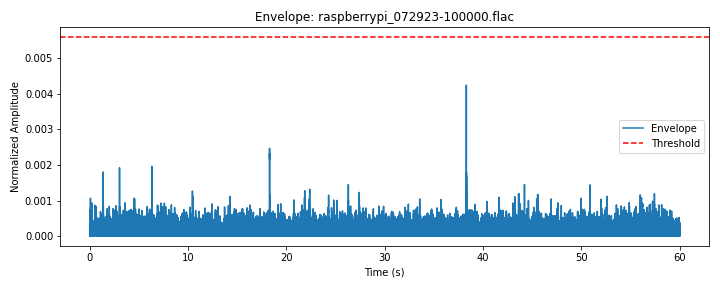 Envelope: raspberrypi_072923-100000.flac
Normalized Amplitude
0.005
0.004
0.003
0.002
0.001
0.000
Envelope
Threshold
0 10 20 30 40 50 60
Time (s)